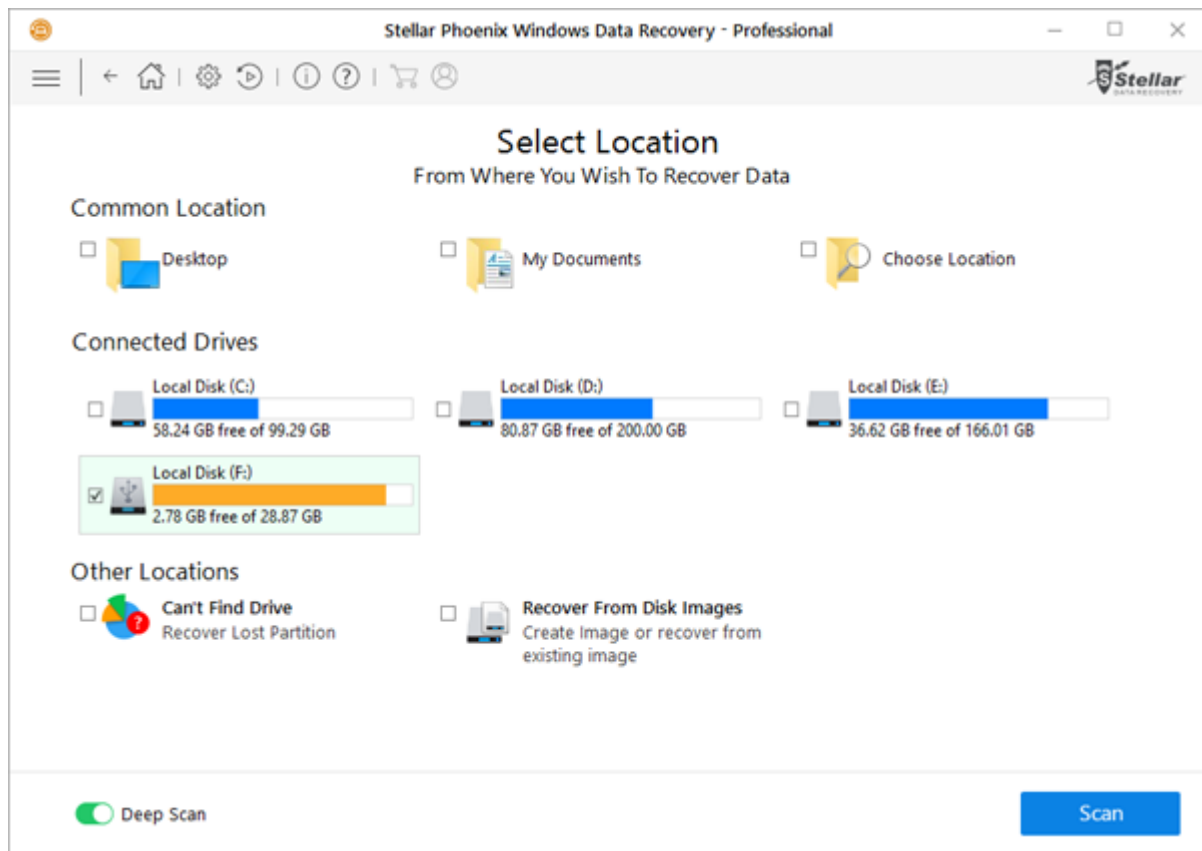 Stellar Phoenix Windows Data Recovery - Professional
Stellar
DATA RECOVERY
Select Location
From Where You Wish To Recover Data
Common Location
Desktop
My Documents
Choose Location
Connected Drives
Local Disk (C:)
58.24 GB free of 99.29 GB
Local Disk (D:)
80.87 GB free of 200.00 GB
Local Disk (E:)
36.62 GB free of 166.01 GB
Local Disk (F:)
2.78 GB free of 28.87 GB
Other Locations
Can't Find Drive
Recover Lost Partition
Recover From Disk Images
Create Image or recover from
existing image
Deep Scan
Scan